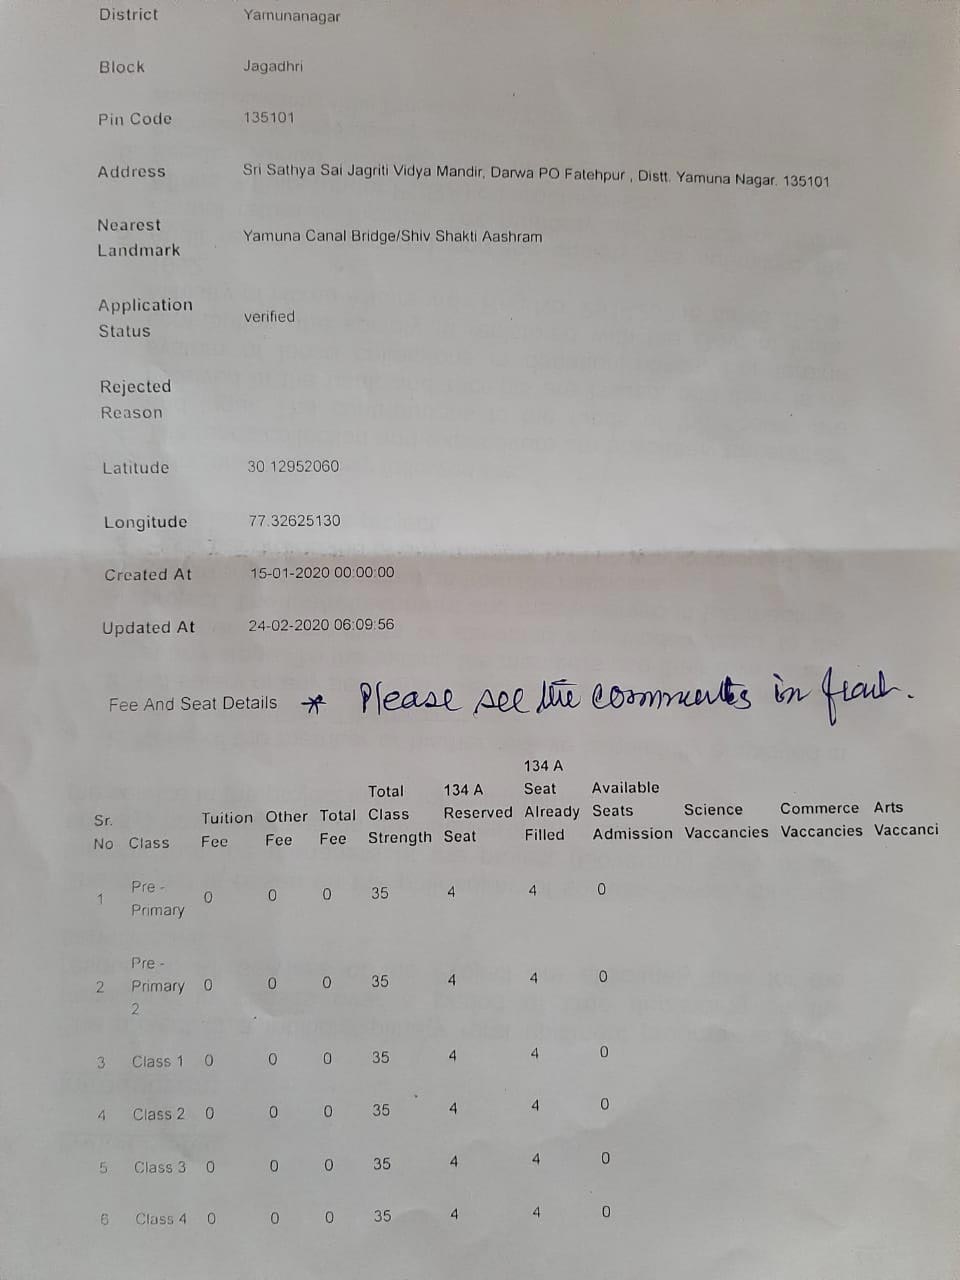 District Yamunanagar
Block Jagadhri
Pin Code 135101
Address Sri Sathya Sai Jagriti Vidya Mandir, Darwa PO Fatehpur , Distt. Yamuna Nagar. 135101
Nearest
Landmark Yamuna Canal Bridge/Shiv Shakti Aashram
Application
Status verified
Rejected
Reason
Latitude 30.12952060
Longitude 77.32625130
Created At 15-01-2020 00:00:00
Updated At 24-02-2020 06:09:56
Fee And Seat Details * Please see the comments in
134 A
Total 134 A Seat Available
Sr. Tuition Other Total Class Reserved Already Seats Science Commerce Arts
No Class Fee Fee Fee Strength Seat Filled Admission Vaccancies Vaccancies Vaccanci
Pre -
1 Primary 0 0 0 35 4 4 0
Pre -
2 Primary 0 0 0 35 4 4 0
2
3 Class 1 0 0 0 35 4 4 0
4 Class 2 0 0 0 35 4 4 0
5 Class 3 0 0 0 35 4 4 0
6 Class 4 0 0 0 35 4 4 0